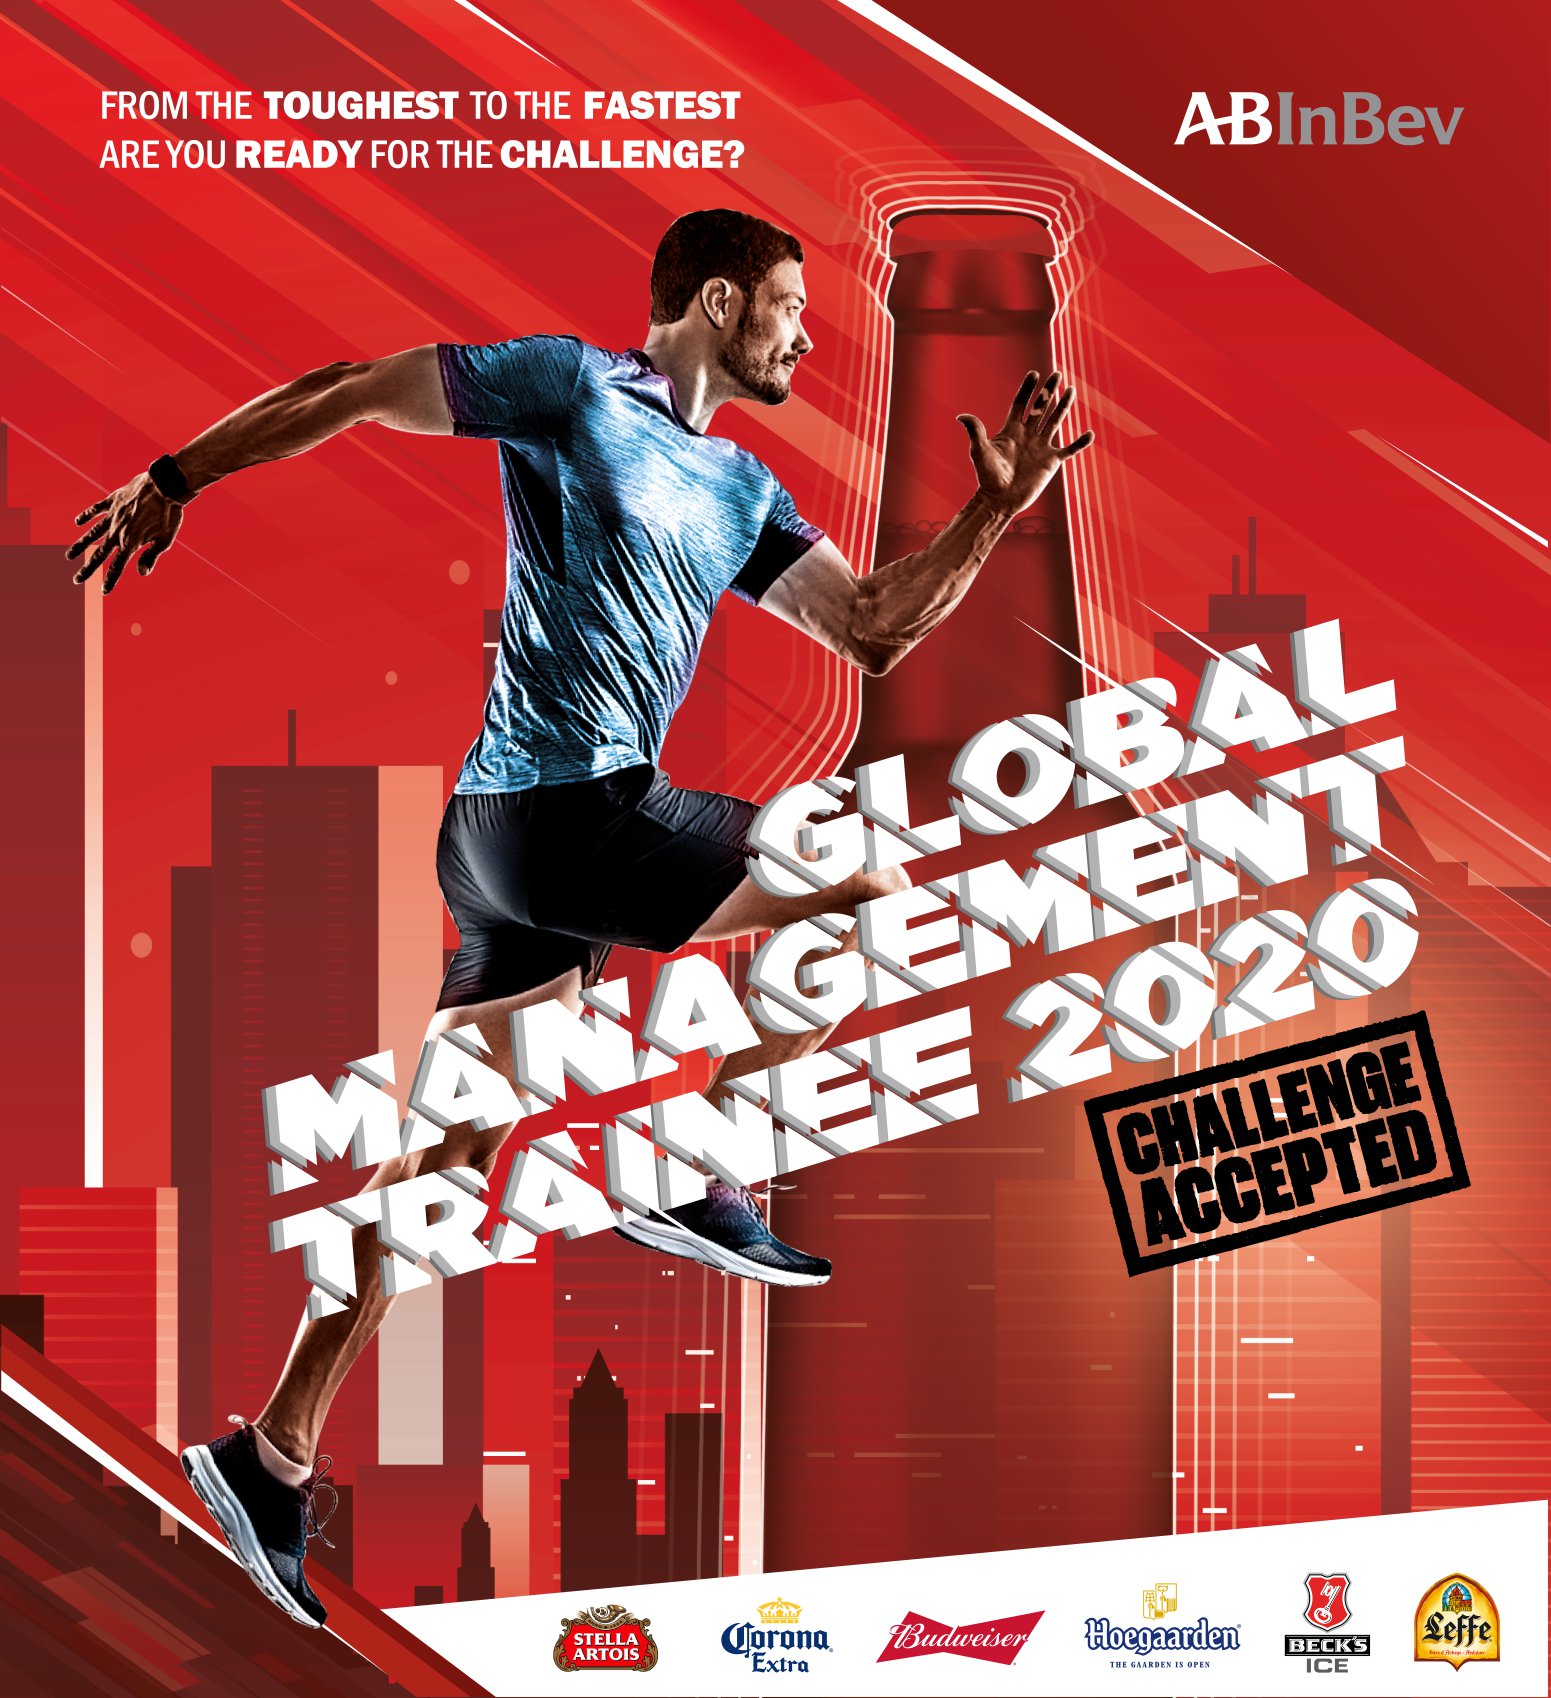 FROM THE TOUGHEST TO THE FASTEST
ARE YOU READY FOR THE CHALLENGE?
ABInBev
GLOBAL
MANAGEMENT
TRAINEE 2020
CHALLENGE
ACCEPTED
STELLA
ARTOIS
Corona
Extra
Budweiser
Hoegaarden
THE GAARDEN IS OPEN
BECK'S
ICE
Leffe